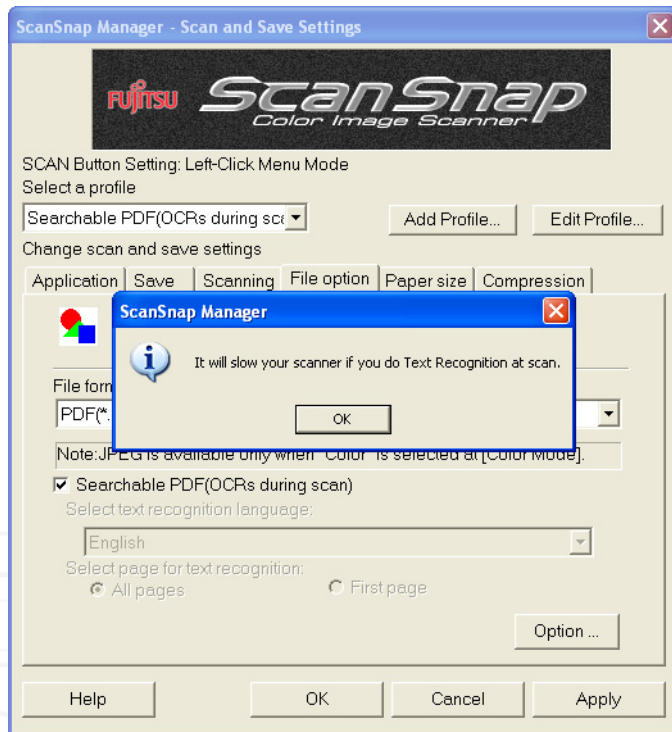 ScanSnap Manager - Scan and Save Settings
FUJITSU ScanSnap
Color Image Scanner
SCAN Button Setting: Left-Click Menu Mode
Select a profile
Searchable PDF(OCRs during sc
Add Profile...
Edit Profile...
Change scan and save settings
Application
Save
Scanning
File option
Paper size
Compression
ScanSnap Manager
It will slow your scanner if you do Text Recognition at scan.
OK
File form
PDF(*.
Note:JPEG is available only when "Color" is selected at [Color Mode].
Searchable PDF(OCRs during scan)
Select text recognition language:
English
Select page for text recognition:
All pages
First page
Option ...
Help
OK
Cancel
Apply